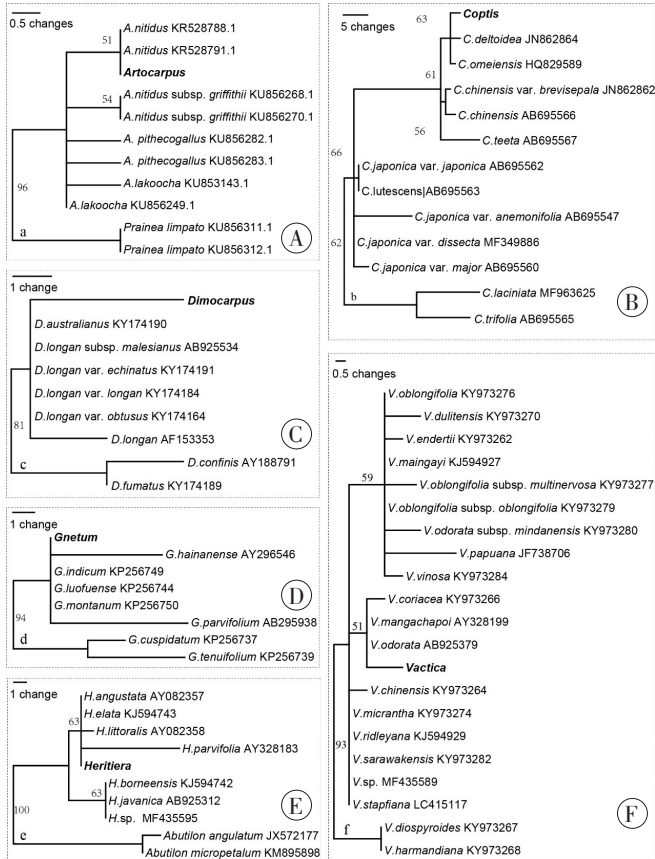 0.5 changes
51
A.nitidus KR528788.1
A.nitidus KR528791.1
Artocarpus
54
A.nitidus subsp. griffithii KU856268.1
A.nitidus subsp. griffithii KU856270.1
A. pithecogallus KU856282.1
A. pithecogallus KU856283.1
96
A.lakoocha KU853143.1
A.lakoocha KU856249.1
a
Prainea limpato KU856311.1
Prainea limpato KU856312.1
A
5 changes
63
Coptis
C.deltoidea JN862864
C.omeiensis HQ829589
61
C.chinensis var. brevisepala JN862862
C.chinensis AB695566
56
C.teeta AB695567
66
C.japonica var. japonica AB695562
C.lutescens|AB695563
C.japonica var. anemonifolia AB695547
62
C.japonica var. dissecta MF349886
C.japonica var. major AB695560
b
C.laciniata MF963625
C.trifolia AB695565
B
1 change
Dimocarpus
D.australianus KY174190
D.longan subsp. malesianus AB925534
D.longan var. echinatus KY174191
D.longan var. longan KY174184
D.longan var. obtusus KY174164
81
D.longan AF153353
c
D.confinis AY188791
D.fumatus KY174189
C
1 change
Gnetum
G.hainanense AY296546
G.indicum KP256749
G.luofuense KP256744
G.montanum KP256750
94
G.parvifolium AB295938
d
G.cuspidatum KP256737
G.tenuifolium KP256739
D
1 change
H.angustata AY082357
63
H.elata KJ594743
H.littoralis AY082358
H.parvifolia AY328183
Heritiera
H.borneensis KJ594742
63
H.javanica AB925312
100
H.sp. MF435595
e
Abutilon angulatum JX572177
Abutilon micropetalum KM895898
E
0.5 changes
V.oblongifolia KY973276
V.dulitensis KY973270
V.endertii KY973262
V.maingayi KJ594927
59
V.oblongifolia subsp. multinervosa KY973277
V.oblongifolia subsp. oblongifolia KY973279
V.odorata subsp. mindanensis KY973280
V.papuana JF738706
V.vinosa KY973284
V.coriacea KY973266
51
V.mangachapoi AY328199
V.odorata AB925379
Vactica
V.chinensis KY973264
V.micrantha KY973274
93
V.ridleyana KJ594929
V.sarawakensis KY973282
V.sp. MF435589
V.stapfiana LC415117
f
V.diospyroides KY973267
V.harmandiana KY973268
F